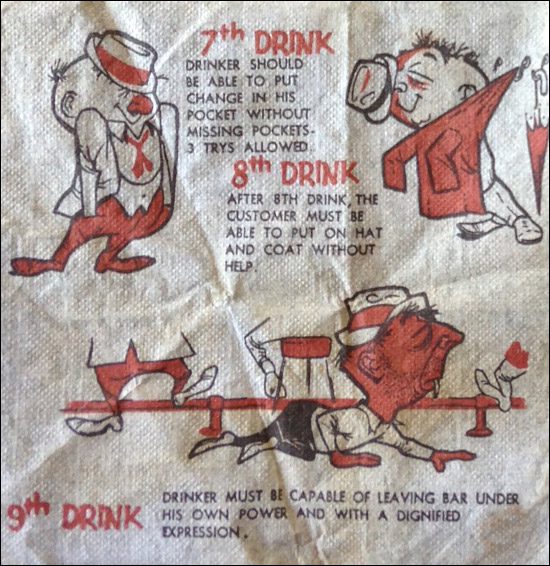 7th DRINK
DRINKER SHOULD
BE ABLE TO PUT
CHANGE IN HIS
POCKET WITHOUT
MISSING POCKETS-
3 TRYS ALLOWED.
8th DRINK
AFTER 8TH DRINK, THE
CUSTOMER MUST BE
ABLE TO PUT ON HAT
AND COAT WITHOUT
HELP.
9th DRINK
DRINKER MUST BE CAPABLE OF LEAVING BAR UNDER
HIS OWN POWER AND WITH A DIGNIFIED
EXPRESSION.